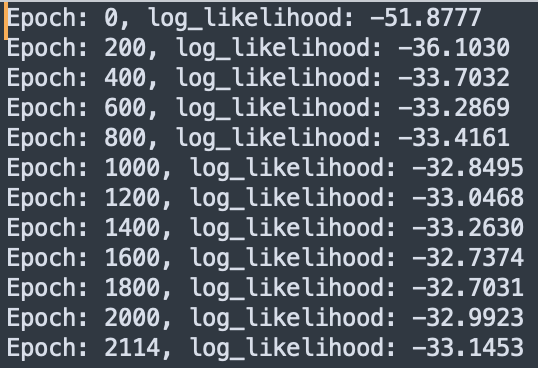 Epoch: 0, log_likelihood: -51.8777
Epoch: 200, log_likelihood: -36.1030
Epoch: 400, log_likelihood: -33.7032
Epoch: 600, log_likelihood: -33.2869
Epoch: 800, log_likelihood: -33.4161
Epoch: 1000, log_likelihood: -32.8495
Epoch: 1200, log_likelihood: -33.0468
Epoch: 1400, log_likelihood: -33.2630
Epoch: 1600, log_likelihood: -32.7374
Epoch: 1800, log_likelihood: -32.7031
Epoch: 2000, log_likelihood: -32.9923
Epoch: 2114, log_likelihood: -33.1453